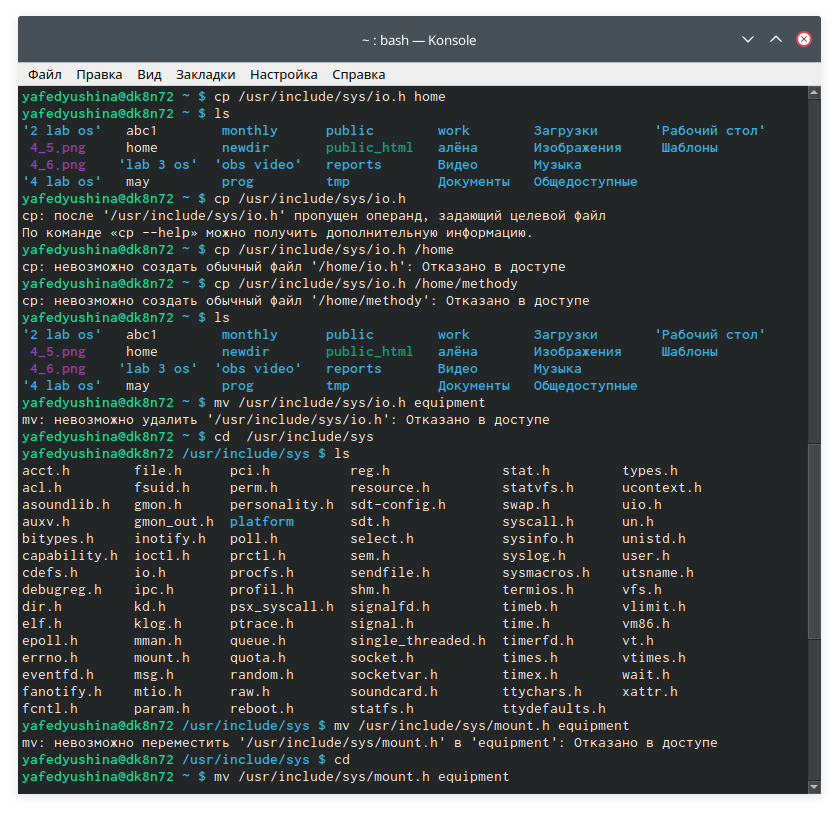 ~ : bash — Konsole
Файл Правка Вид Закладки Настройка Справка
yafedyushina@dk8n72 ~ $ cp /usr/include/sys/io.h home
yafedyushina@dk8n72 ~ $ ls
'2 lab os' abc1 monthly public work Загрузки 'Рабочий стол'
4_5.png home newdir public_html алёна Изображения Шаблоны
4_6.png 'lab 3 os' 'obs video' reports Видео Музыка
'4 lab os' may prog tmp Документы Общедоступные
yafedyushina@dk8n72 ~ $ cp /usr/include/sys/io.h
cp: после '/usr/include/sys/io.h' пропущен операнд, задающий целевой файл
По команде «cp --help» можно получить дополнительную информацию.
yafedyushina@dk8n72 ~ $ cp /usr/include/sys/io.h /home
cp: невозможно создать обычный файл '/home/io.h': Отказано в доступе
yafedyushina@dk8n72 ~ $ cp /usr/include/sys/io.h /home/methody
cp: невозможно создать обычный файл '/home/methody': Отказано в доступе
yafedyushina@dk8n72 ~ $ ls
'2 lab os' abc1 monthly public work Загрузки 'Рабочий стол'
4_5.png home newdir public_html алёна Изображения Шаблоны
4_6.png 'lab 3 os' 'obs video' reports Видео Музыка
'4 lab os' may prog tmp Документы Общедоступные
yafedyushina@dk8n72 ~ $ mv /usr/include/sys/io.h equipment
mv: невозможно удалить '/usr/include/sys/io.h': Отказано в доступе
yafedyushina@dk8n72 ~ $ cd  /usr/include/sys
yafedyushina@dk8n72 /usr/include/sys $ ls
acct.h file.h pci.h reg.h stat.h types.h
acl.h fsuid.h perm.h resource.h statvfs.h ucontext.h
asoundlib.h gmon.h personality.h sdt-config.h swap.h uio.h
auxv.h gmon_out.h platform sdt.h syscall.h un.h
bitypes.h inotify.h poll.h select.h sysinfo.h unistd.h
capability.h ioctl.h prctl.h sem.h syslog.h user.h
cdefs.h io.h procfs.h sendfile.h sysmacros.h utsname.h
debugreg.h ipc.h profil.h shm.h termios.h vfs.h
dir.h kd.h psx_syscall.h signalfd.h timeb.h vlimit.h
elf.h klog.h ptrace.h signal.h time.h vm86.h
epoll.h mman.h queue.h single_threaded.h timerfd.h vt.h
errno.h mount.h quota.h socket.h times.h vtimes.h
eventfd.h msg.h random.h socketvar.h timex.h wait.h
fanotify.h mtio.h raw.h soundcard.h ttychars.h xattr.h
fcntl.h param.h reboot.h statfs.h ttydefaults.h
yafedyushina@dk8n72 /usr/include/sys $ mv /usr/include/sys/mount.h equipment
mv: невозможно переместить '/usr/include/sys/mount.h' в 'equipment': Отказано в доступе
yafedyushina@dk8n72 /usr/include/sys $ cd
yafedyushina@dk8n72 ~ $ mv /usr/include/sys/mount.h equipment